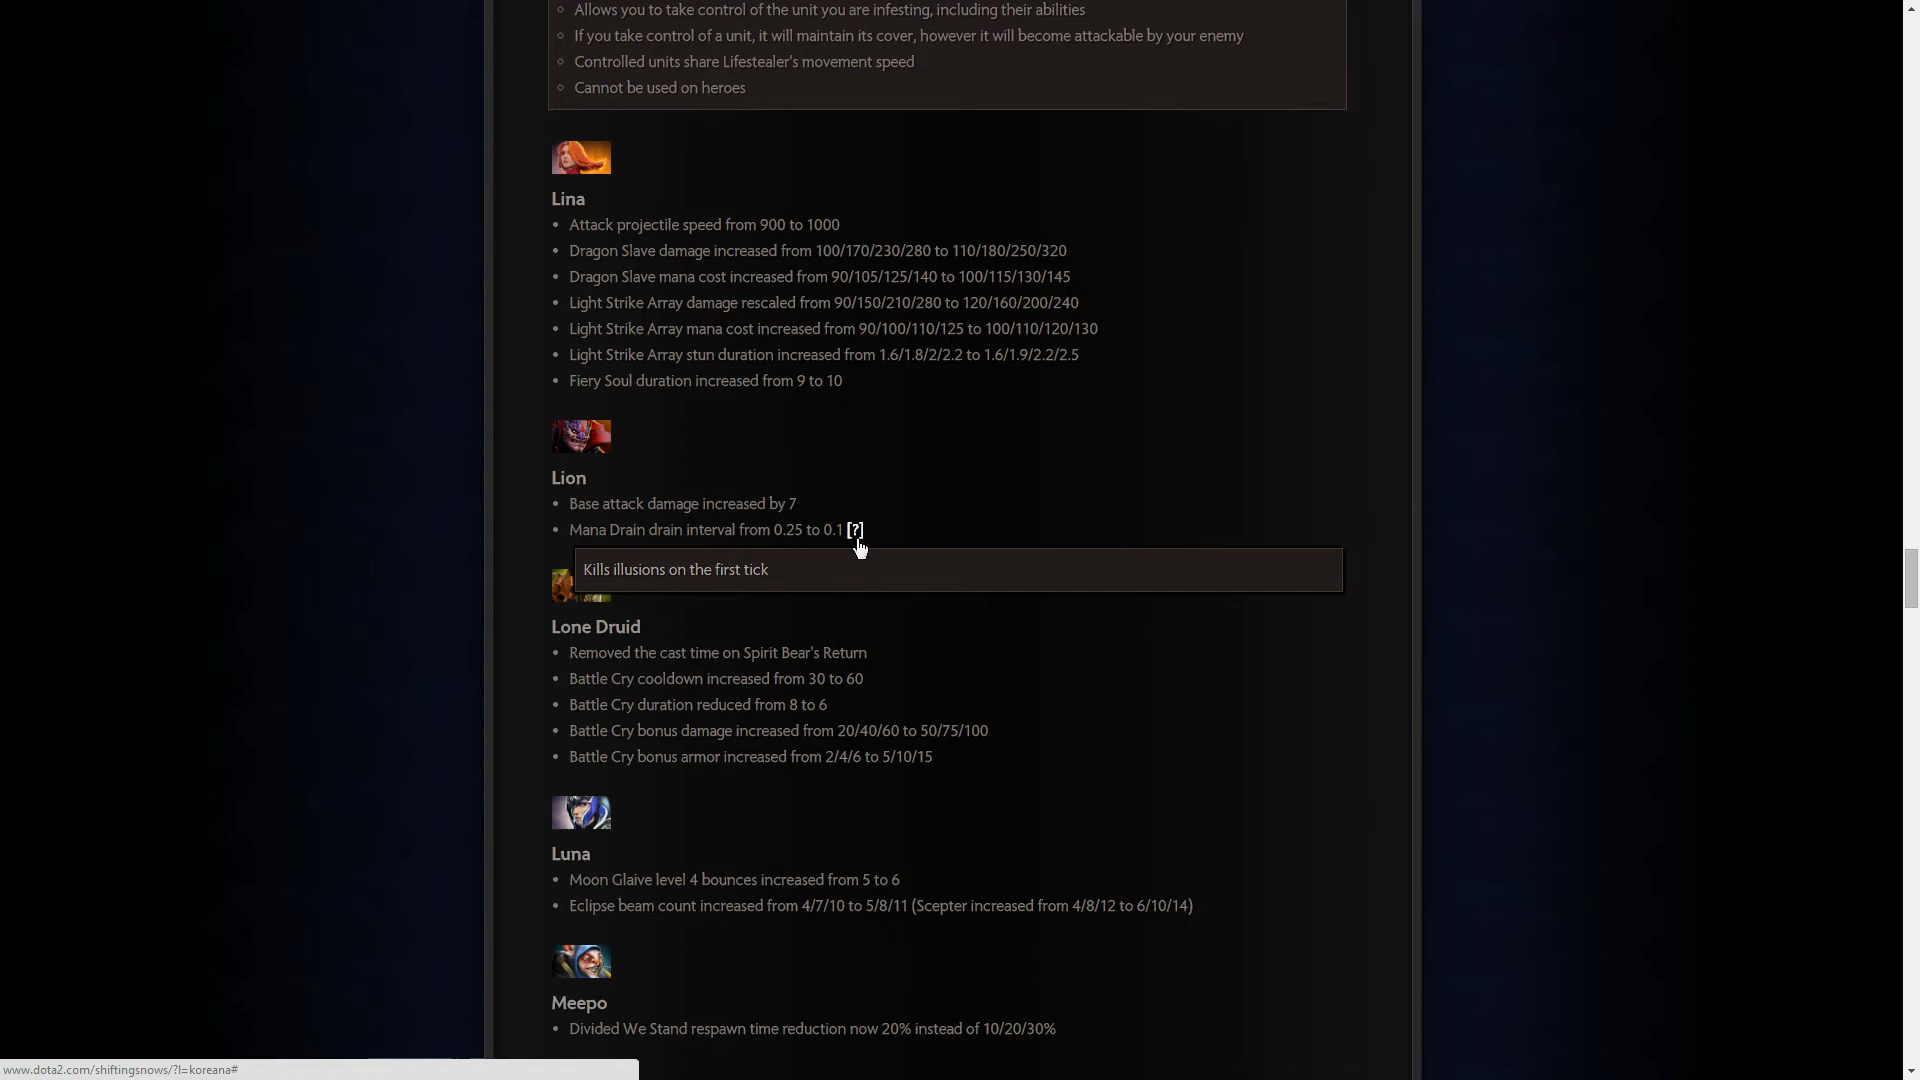 ◦ Allows you to take control of the unit you are infesting, including their abilities
◦ If you take control of a unit, it will maintain its cover, however it will become attackable by your enemy
◦ Controlled units share Lifestealer's movement speed
◦ Cannot be used on heroes
Lina
• Attack projectile speed from 900 to 1000
• Dragon Slave damage increased from 100/170/230/280 to 110/180/250/320
• Dragon Slave mana cost increased from 90/105/125/140 to 100/115/130/145
• Light Strike Array damage rescaled from 90/150/210/280 to 120/160/200/240
• Light Strike Array mana cost increased from 90/100/110/125 to 100/110/120/130
• Light Strike Array stun duration increased from 1.6/1.8/2/2.2 to 1.6/1.9/2.2/2.5
• Fiery Soul duration increased from 9 to 10
Lion
• Base attack damage increased by 7
• Mana Drain drain interval from 0.25 to 0.1 [?]
Kills illusions on the first tick
Lone Druid
• Removed the cast time on Spirit Bear's Return
• Battle Cry cooldown increased from 30 to 60
• Battle Cry duration reduced from 8 to 6
• Battle Cry bonus damage increased from 20/40/60 to 50/75/100
• Battle Cry bonus armor increased from 2/4/6 to 5/10/15
Luna
• Moon Glaive level 4 bounces increased from 5 to 6
• Eclipse beam count increased from 4/7/10 to 5/8/11 (Scepter increased from 4/8/12 to 6/10/14)
Meepo
• Divided We Stand respawn time reduction now 20% instead of 10/20/30%
www.dota2.com/shiftingsnows/?l=koreana#